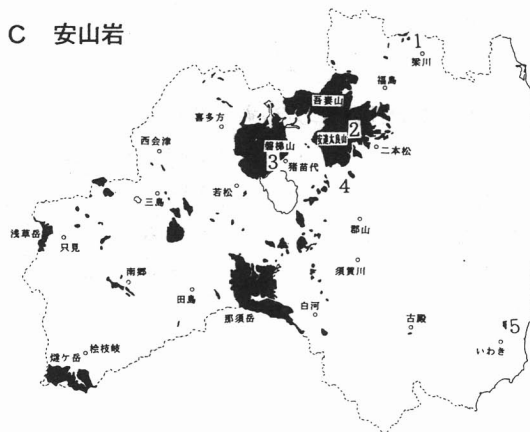 C 安山岩
1
梁川
福島
吾妻山
2
安達太良山
二本松
喜多方
西会津
磐梯山
3
猪苗代
4
若松
三島
浅草岳
只見
郡山
須賀川
南郷
田島
那須岳
白河
古殿
5
いわき
桧枝岐
燧ケ岳